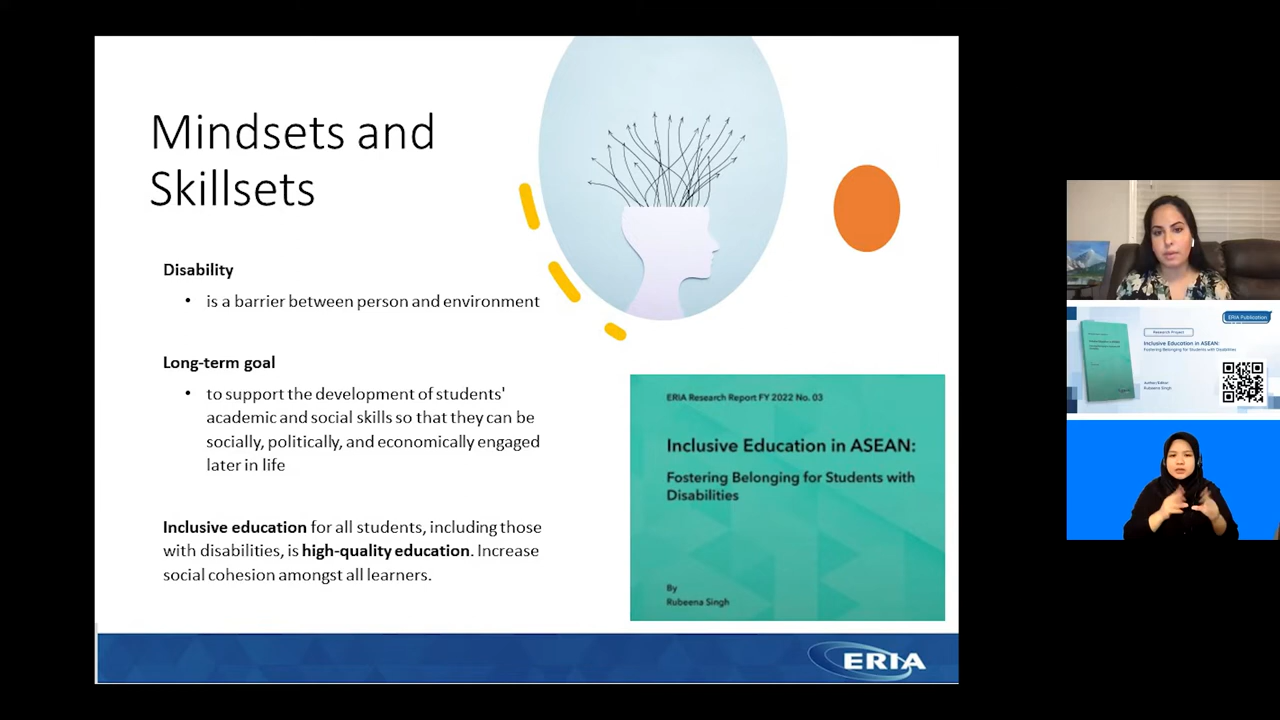 Mindsets and
Skillsets
Disability
• is a barrier between person and environment
Long-term goal
• to support the development of students'
academic and social skills so that they can be
socially, politically, and economically engaged
later in life
Inclusive education for all students, including those
with disabilities, is high-quality education. Increase
social cohesion amongst all learners.
ERIA Research Report FY 2022 No. 03
Inclusive Education in ASEAN:
Fostering Belonging for Students with
Disabilities
By
Rubeena Singh
ERIA
ERIA Publication
Research Project
Inclusive Education in ASEAN:
Fostering Belonging for Students with Disabilities
Author/Editor:
Rubeena Singh